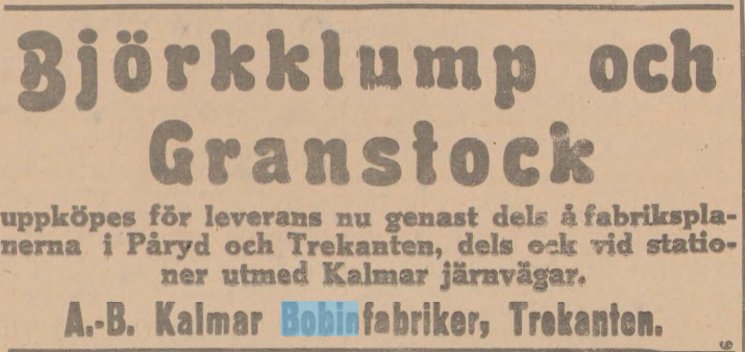 Björkklump och
Granstock
uppköpes för leverans nu genast dels å fabrikspla-
nerna i Påryd och Trekanten, dels ock vid statio-
ner utmed Kalmar järnvägar.
A.-B. Kalmar Bobinfabriker, Trekanten.